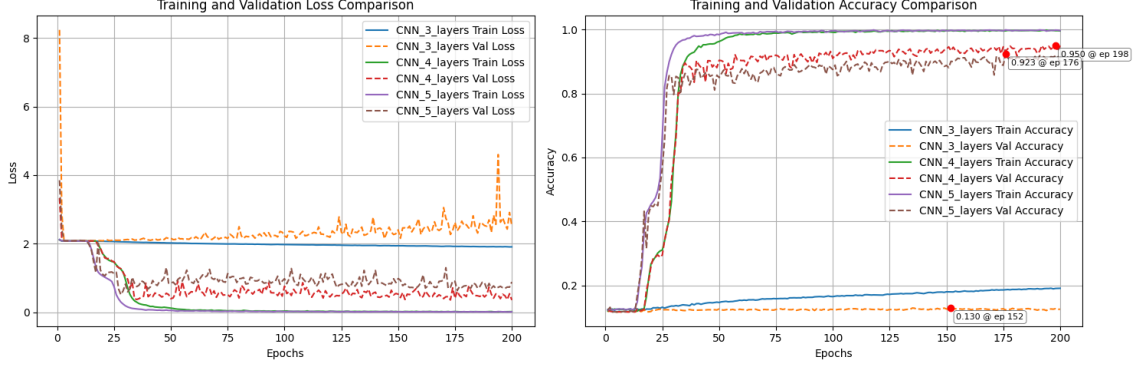 Training and Validation Loss Comparison
Loss
8
6
4
2
0
CNN_3_layers Train Loss
CNN_3_layers Val Loss
CNN_4_layers Train Loss
CNN_4_layers Val Loss
CNN_5_layers Train Loss
CNN_5_layers Val Loss
0 25 50 75 100 125 150 175 200
Epochs
Training and Validation Accuracy Comparison
Accuracy
1.0
0.8
0.6
0.4
0.2
0.950 @ ep 198
0.923 @ ep 176
CNN_3_layers Train Accuracy
CNN_3_layers Val Accuracy
CNN_4_layers Train Accuracy
CNN_4_layers Val Accuracy
CNN_5_layers Train Accuracy
CNN_5_layers Val Accuracy
0.130 @ ep 152
0 25 50 75 100 125 150 175 200
Epochs